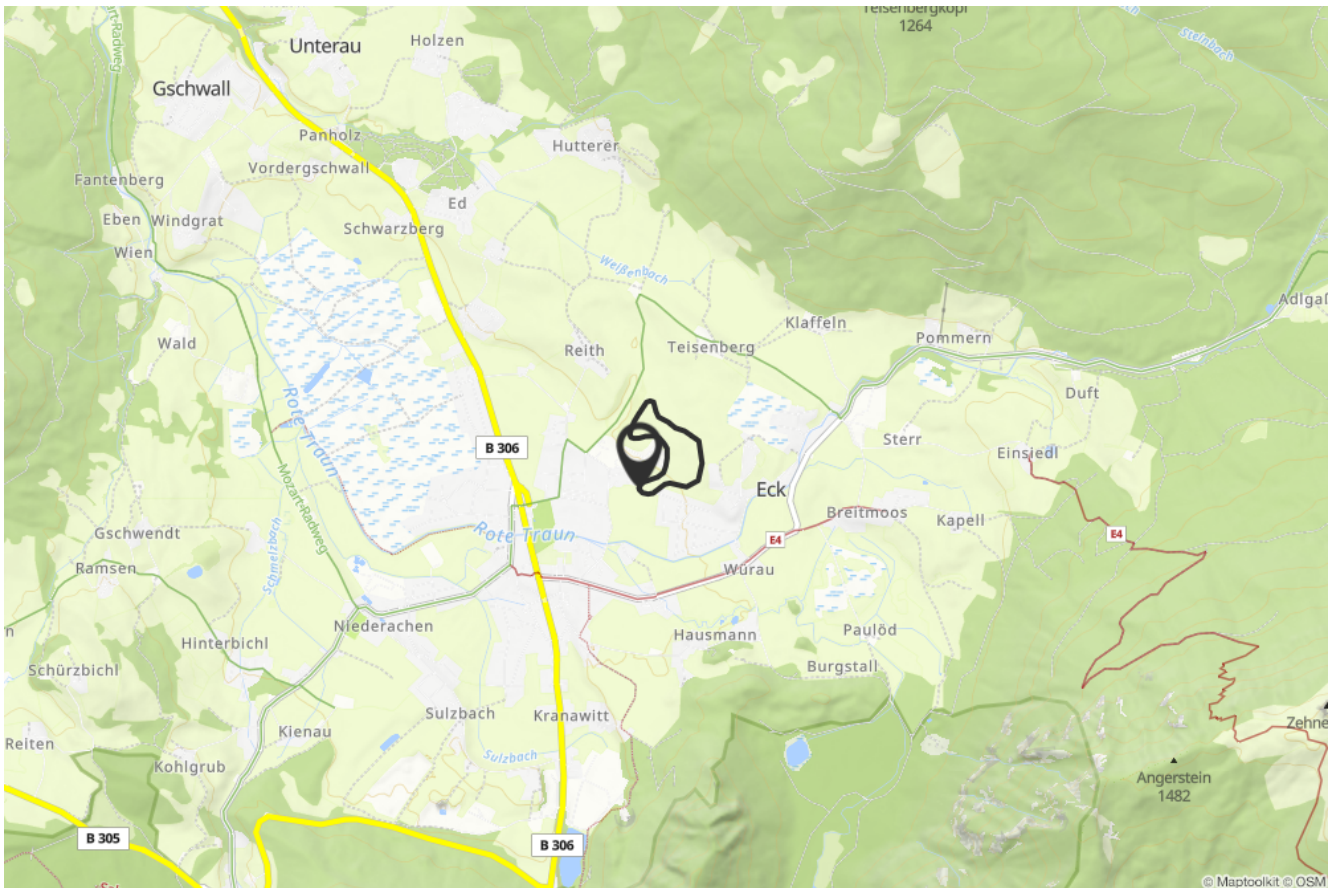 Teisenbergkopf
1264
Steinbach
Unterau
Holzen
Gschwall
Panholz
Hutterer
Vordergschwall
Fantenberg
Ed
Eben
Windgrat
Schwarzberg
Wien
Weißenbach
Adlgaß
Klaffeln
Wald
Reith
Teisenberg
Pommern
Rote Traun
Duft
B 306
Sterr
Einsiedl
Mozart-Radweg
Eck
Breitmoos
Kapell
Gschwendt
Schmelzbach
Rote Traun
E4
E4
Ramsen
Würau
Niederachen
Hausmann
Paulöd
Hinterbichl
Schürzbichl
Burgstall
Sulzbach
Kranawitt
Kienau
Reiten
Zehne
Sulzbach
Kohlgrub
Angerstein
1482
B 305
B 306
© Maptoolkit © OSM